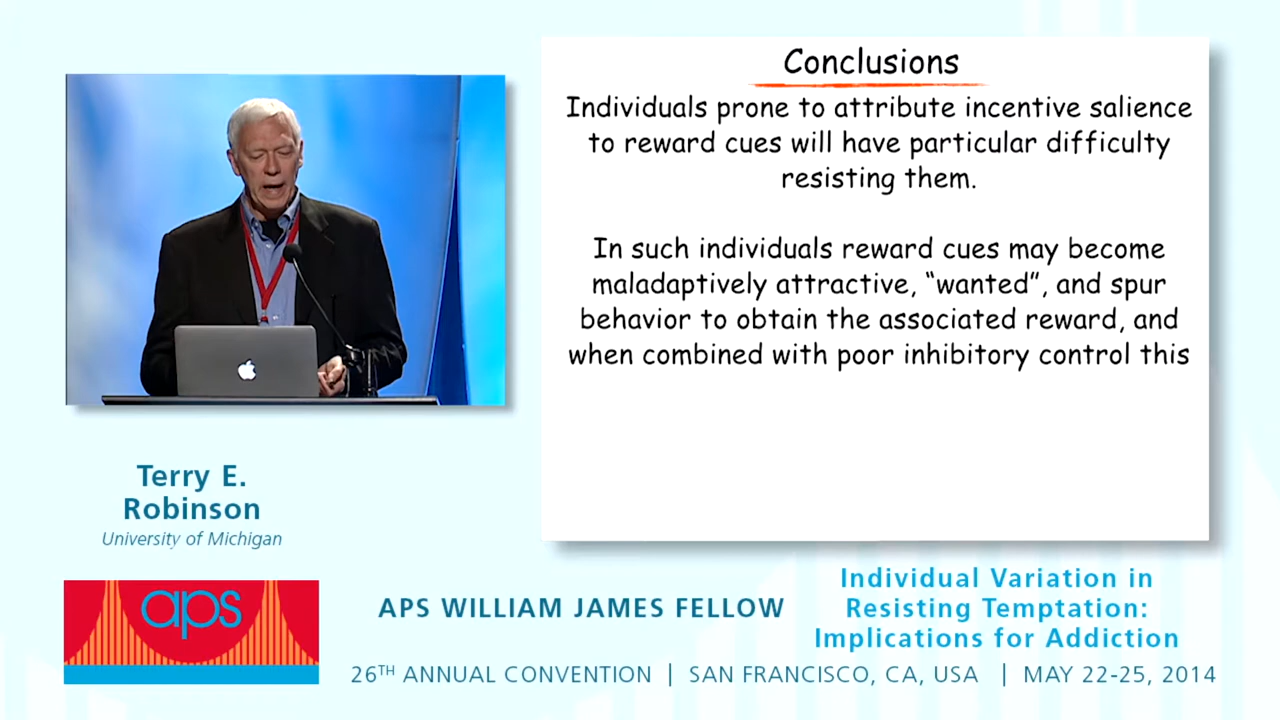 Conclusions
Individuals prone to attribute incentive salience
to reward cues will have particular difficulty
resisting them.
In such individuals reward cues may become
maladaptively attractive, “wanted”, and spur
behavior to obtain the associated reward, and
when combined with poor inhibitory control this
Terry E.
Robinson
University of Michigan
aps
APS WILLIAM JAMES FELLOW
Individual Variation in
Resisting Temptation:
Implications for Addiction
26TH ANNUAL CONVENTION | SAN FRANCISCO, CA, USA | MAY 22-25, 2014